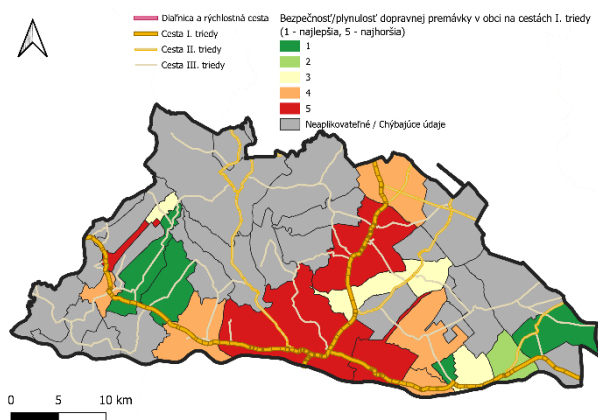 Diaľnica a rýchlostná cesta
Cesta I. triedy
Cesta II. triedy
Cesta III. triedy
Bezpečnosť/plynulosť dopravnej premávky v obci na cestách I. triedy
(1 - najlepšia, 5 - najhoršia)
1
2
3
4
5
Neaplikovateľné / Chýbajúce údaje
0 5 10 km